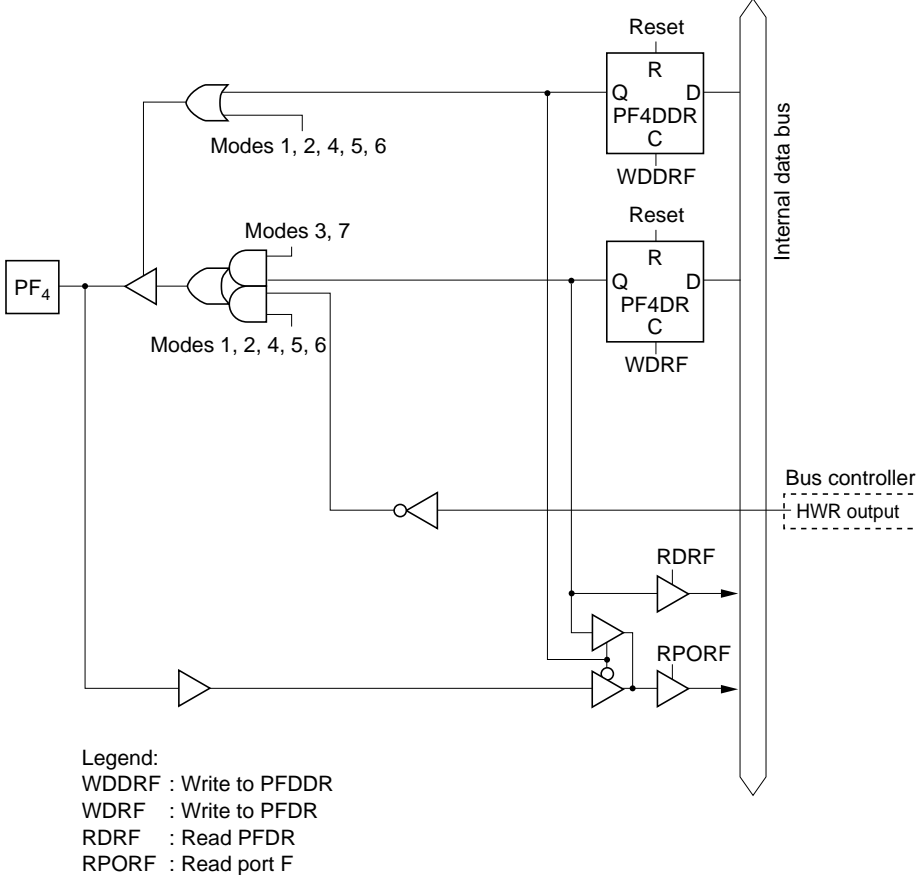 Reset
R
Q D
PF4DDR
C
WDDRF
Modes 1, 2, 4, 5, 6
Internal data bus
Reset
R
Q D
PF4DR
C
WDRF
Modes 3, 7
PF4
Modes 1, 2, 4, 5, 6
Bus controller
HWR output
RDRF
RPORF
Legend:
WDDRF : Write to PFDDR
WDRF : Write to PFDR
RDRF : Read PFDR
RPORF : Read port F